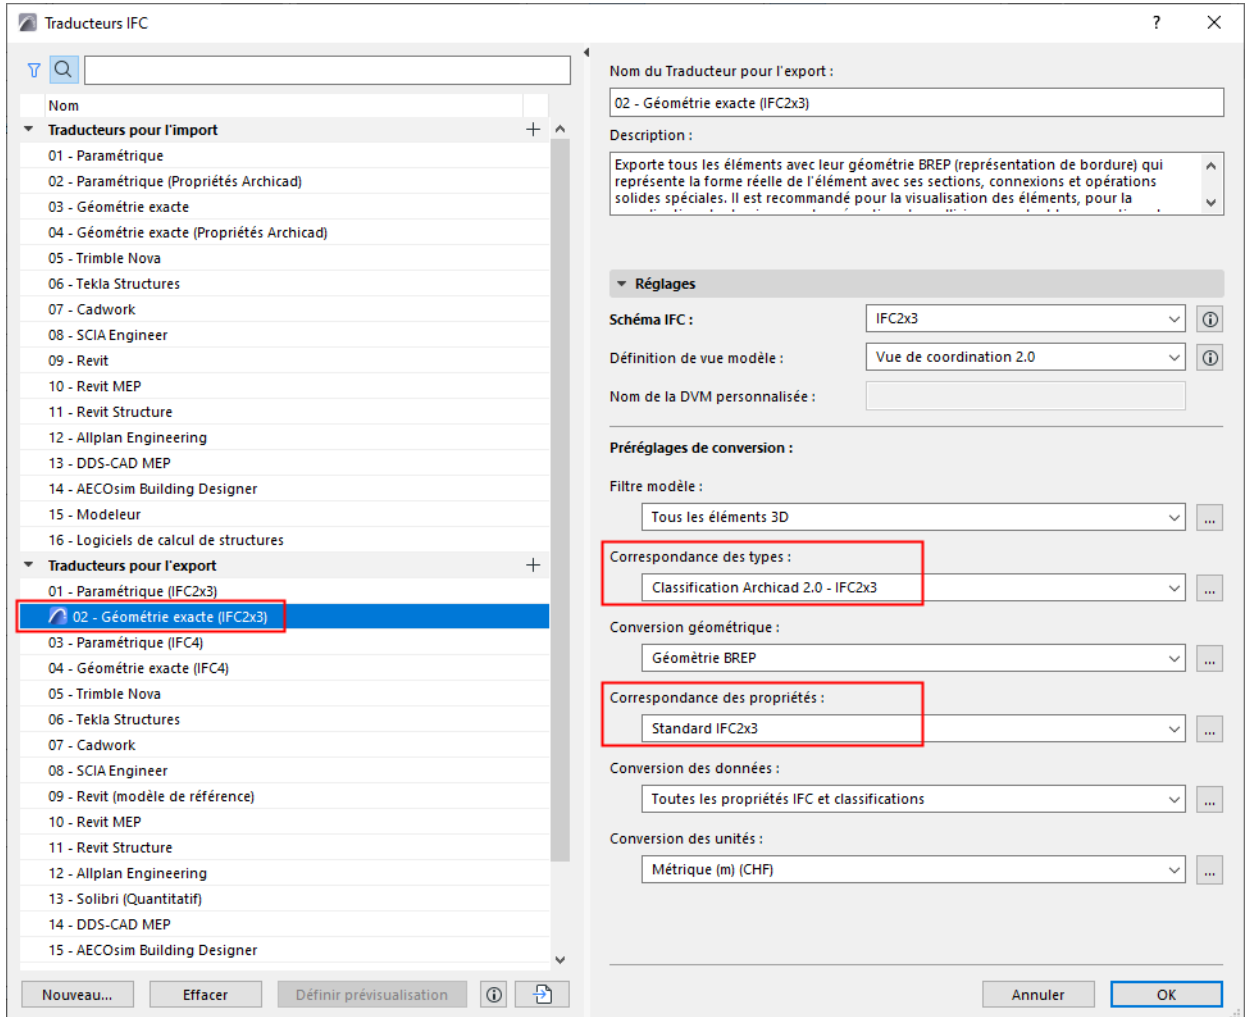 Traducteurs IFC
?
Nom
Traducteurs pour l'import
01 - Paramétrique
02 - Paramétrique (Propriétés Archicad)
03 - Géométrie exacte
04 - Géométrie exacte (Propriétés Archicad)
05 - Trimble Nova
06 - Tekla Structures
07 - Cadwork
08 - SCIA Engineer
09 - Revit
10 - Revit MEP
11 - Revit Structure
12 - Allplan Engineering
13 - DDS-CAD MEP
14 - AECOsim Building Designer
15 - Modeleur
16 - Logiciels de calcul de structures
Traducteurs pour l'export
01 - Paramétrique (IFC2x3)
02 - Géométrie exacte (IFC2x3)
03 - Paramétrique (IFC4)
04 - Géométrie exacte (IFC4)
05 - Trimble Nova
06 - Tekla Structures
07 - Cadwork
08 - SCIA Engineer
09 - Revit (modèle de référence)
10 - Revit MEP
11 - Revit Structure
12 - Allplan Engineering
13 - Solibri (Quantitatif)
14 - DDS-CAD MEP
15 - AECOsim Building Designer
Nouveau...
Effacer
Définir prévisualisation
Nom du Traducteur pour l'export :
02 - Géométrie exacte (IFC2x3)
Description :
Exporte tous les éléments avec leur géométrie BREP (représentation de bordure) qui
représente la forme réelle de l'élément avec ses sections, connexions et opérations
solides spéciales. Il est recommandé pour la visualisation des éléments, pour la
Réglages
Schéma IFC :
IFC2x3
Définition de vue modèle :
Vue de coordination 2.0
Nom de la DVM personnalisée :
Préréglages de conversion :
Filtre modèle :
Tous les éléments 3D
...
Correspondance des types :
Classification Archicad 2.0 - IFC2x3
...
Conversion géométrique :
Géomètrie BREP
...
Correspondance des propriétés :
Standard IFC2x3
...
Conversion des données :
Toutes les propriétés IFC et classifications
...
Conversion des unités :
Métrique (m) (CHF)
...
Annuler
OK